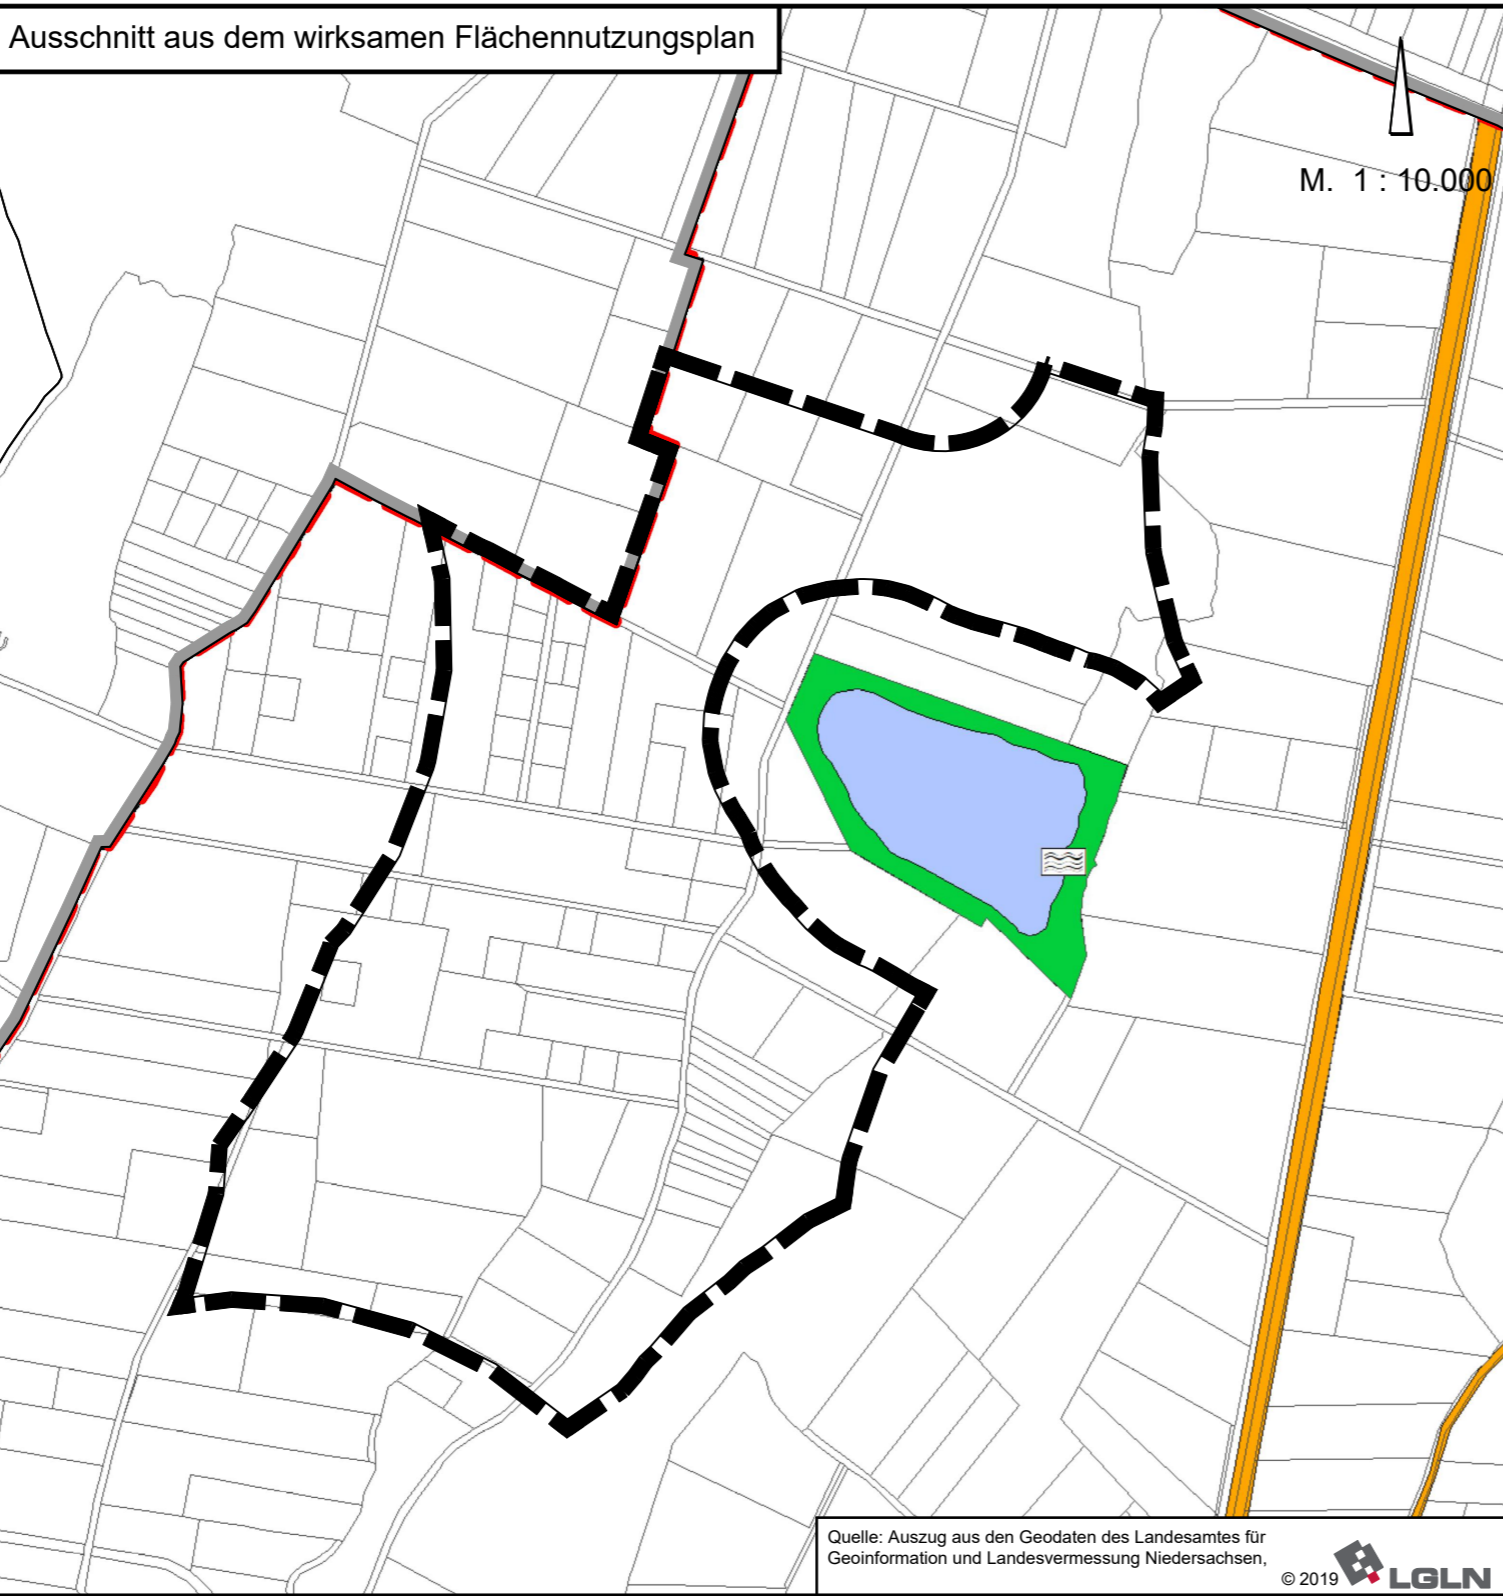 Ausschnitt aus dem wirksamen Flächennutzungsplan
M. 1 : 10.000
Quelle: Auszug aus den Geodaten des Landesamtes für
Geoinformation und Landesvermessung Niedersachsen,
© 2019 LGLN